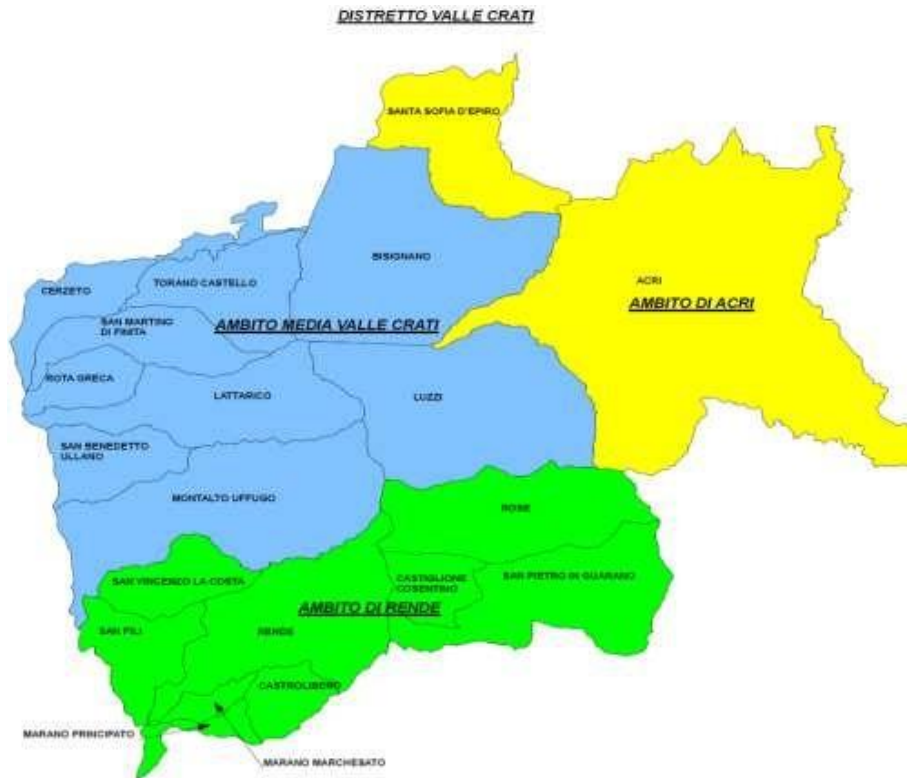 DISTRETTO VALLE CRATI
SANTA SOFIA D'EPIRO
BISIGNANO
ACRI
TORANO CASTELLO
CERZETO
AMBITO DI ACRI
SAN MARTINO
DI FINITA
AMBITO MEDIA VALLE CRATI
ROTA GRECA
LATTARICO
LUZZI
SAN BENEDETTO
ULLANO
MONTALTO UFFUGO
ROSE
SAN VINCENZO LA COSTA
CASTIGLIONE
COSENTINO
SAN PIETRO IN GUARANO
AMBITO DI RENDE
SAN FILI
RENDE
CASTROLIBERO
MARANO PRINCIPATO
MARANO MARCHESATO